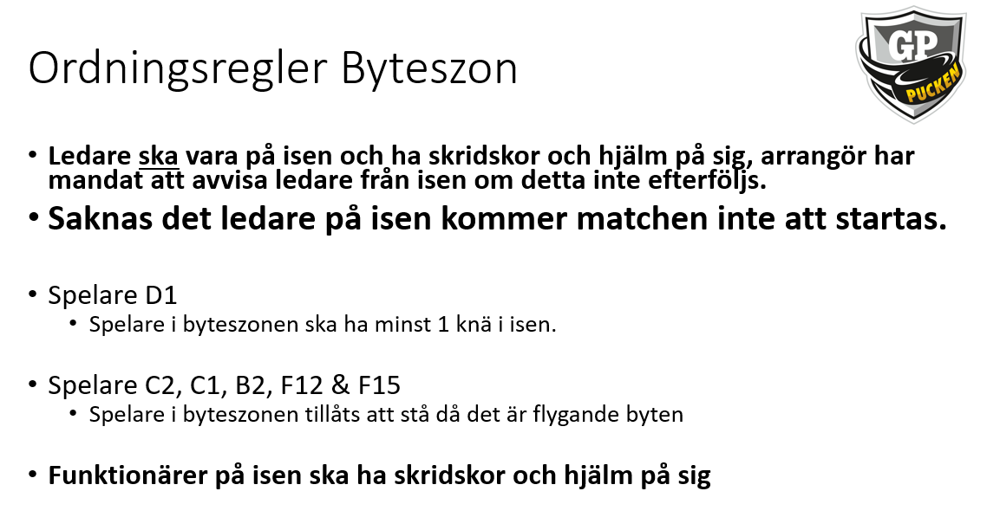 Ordningsregler Byteszon
GP
PUCKEN
• Ledare ska vara på isen och ha skridskor och hjälm på sig, arrangör har
mandat att avvisa ledare från isen om detta inte efterföljs.
• Saknas det ledare på isen kommer matchen inte att startas.
• Spelare D1
• Spelare i byteszonen ska ha minst 1 knä i isen.
• Spelare C2, C1, B2, F12 & F15
• Spelare i byteszonen tillåts att stå då det är flygande byten
• Funktionärer på isen ska ha skridskor och hjälm på sig